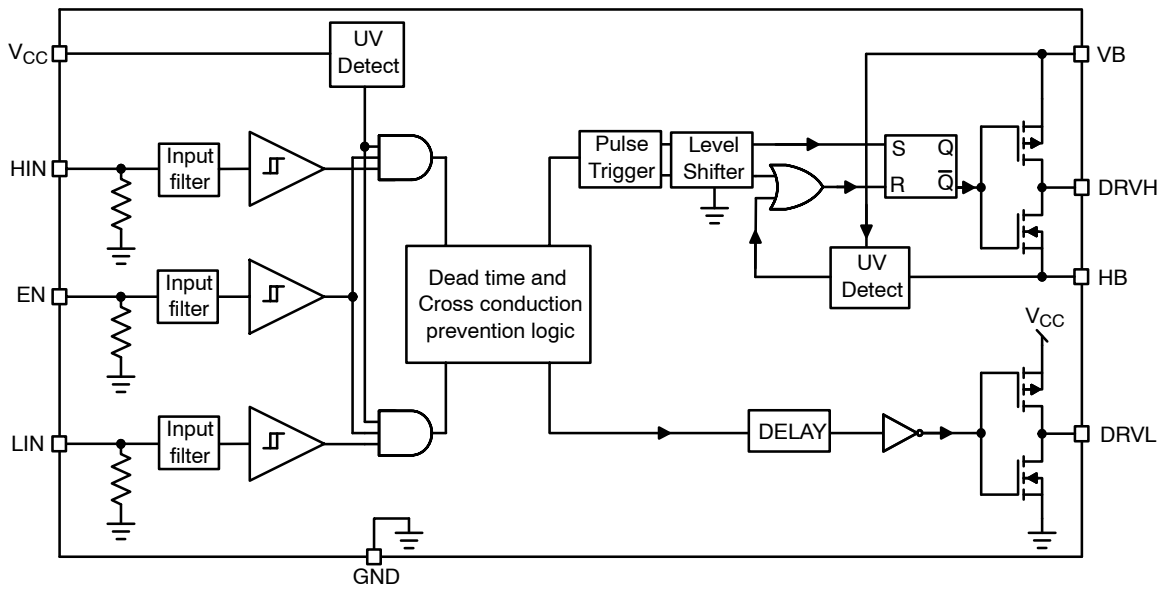 VCC
UV
Detect
VB
HIN
Input
filter
Pulse
Trigger
Level
Shifter
S Q
R Q̅
DRVH
EN
Input
filter
Dead time and
Cross conduction
prevention logic
UV
Detect
HB
VCC
LIN
Input
filter
DELAY
DRVL
GND